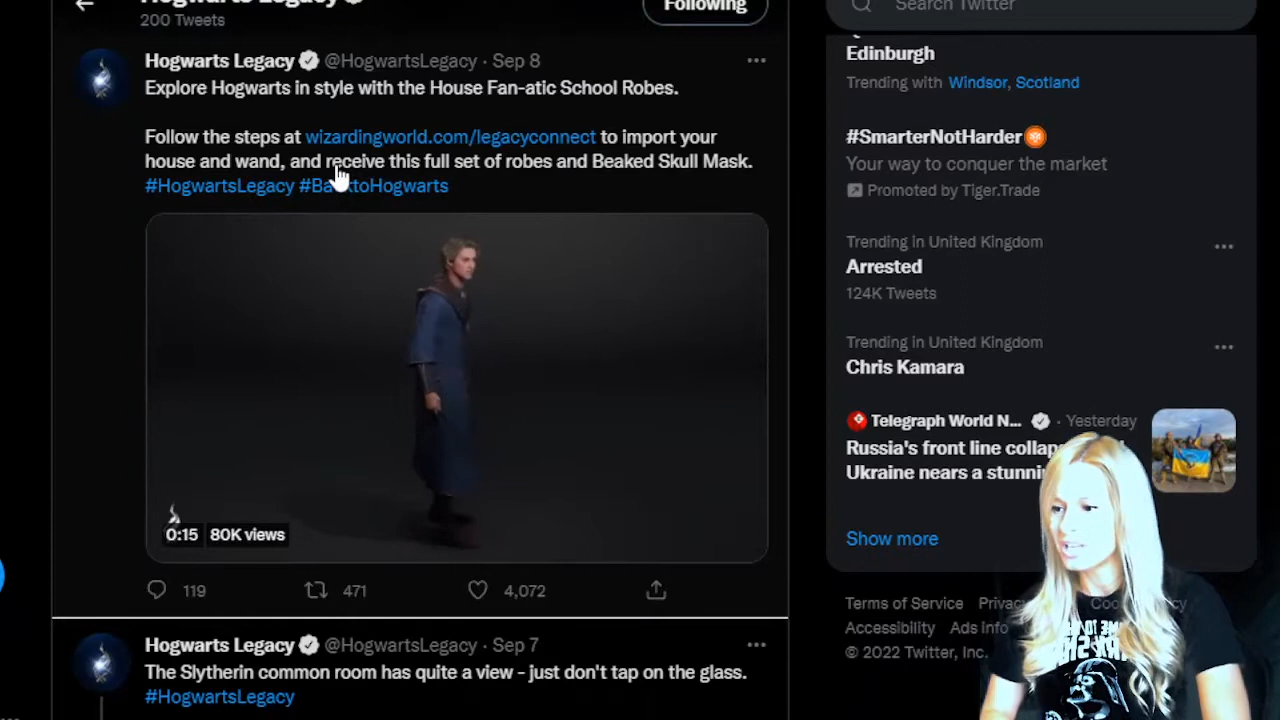 200 Tweets
Following
Search Twitter
Hogwarts Legacy @HogwartsLegacy · Sep 8
Explore Hogwarts in style with the House Fan-atic School Robes.
Follow the steps at wizardingworld.com/legacyconnect to import your
house and wand, and receive this full set of robes and Beaked Skull Mask.
#HogwartsLegacy
0:15 80K views
119 471 4,072
Hogwarts Legacy @HogwartsLegacy · Sep 7
The Slytherin common room has quite a view - just don't tap on the glass.
#HogwartsLegacy
Edinburgh
Trending with Windsor, Scotland
#SmarterNotHarder
Your way to conquer the market
Promoted by Tiger.Trade
Trending in United Kingdom
Arrested
124K Tweets
Trending in United Kingdom
Chris Kamara
Telegraph World N... · Yesterday
Russia's front line
Ukraine nears a
Show more
Terms of Service
Accessibility Ads info
© 2022 Twitter, Inc.